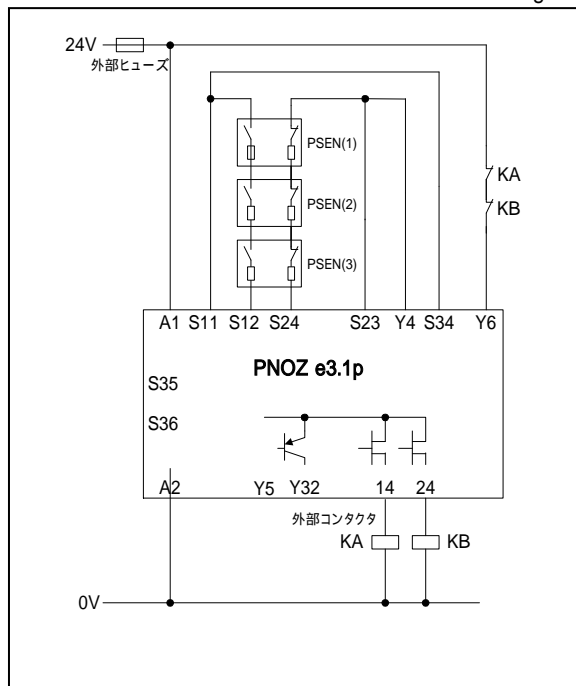 g
24V
外部ヒューズ
PSEN(1)
PSEN(2)
PSEN(3)
KA
KB
A1 S11 S12 S24 S23 Y4 S34 Y6
PNOZ e3.1p
S35
S36
A2 Y5 Y32 14 24
外部コンタクタ
KA KB
0V